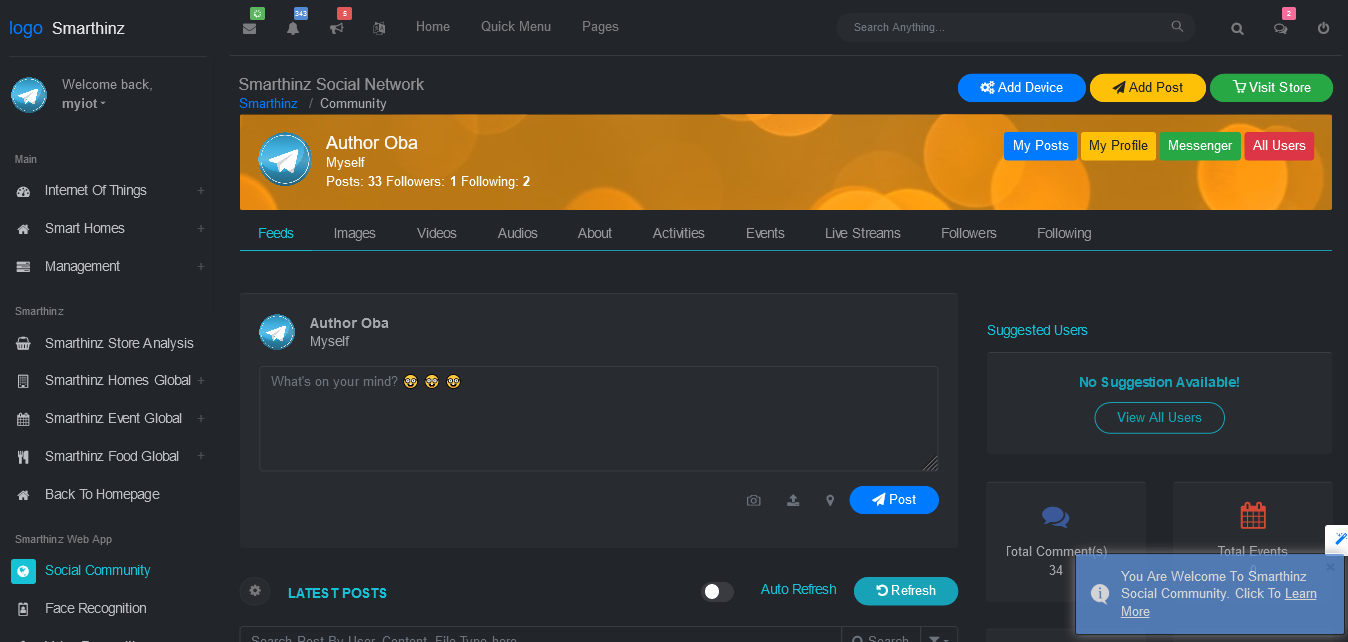 logo Smarthinz
343
5
Home Quick Menu Pages
Search Anything...
2
Welcome back,
myiot
Smarthinz Social Network
Smarthinz / Community
Add Device
Add Post
Visit Store
Author Oba
Myself
Posts: 33 Followers: 1 Following: 2
My Posts
My Profile
Messenger
All Users
Main
Internet Of Things +
Smart Homes +
Management +
Smarthinz
Smarthinz Store Analysis
Smarthinz Homes Global +
Smarthinz Event Global +
Smarthinz Food Global +
Back To Homepage
Smarthinz Web App
Social Community
Face Recognition
Feeds Images Videos Audios About Activities Events Live Streams Followers Following
Author Oba
Myself
What's on your mind? 🤓 🤓 🤓
Post
Suggested Users
No Suggestion Available!
View All Users
Total Comment(s)
34
Total Events
0
LATEST POSTS
Auto Refresh
Refresh
Search Post By User, Content, File Type here
Search
You Are Welcome To Smarthinz
Social Community. Click To Learn
More
×